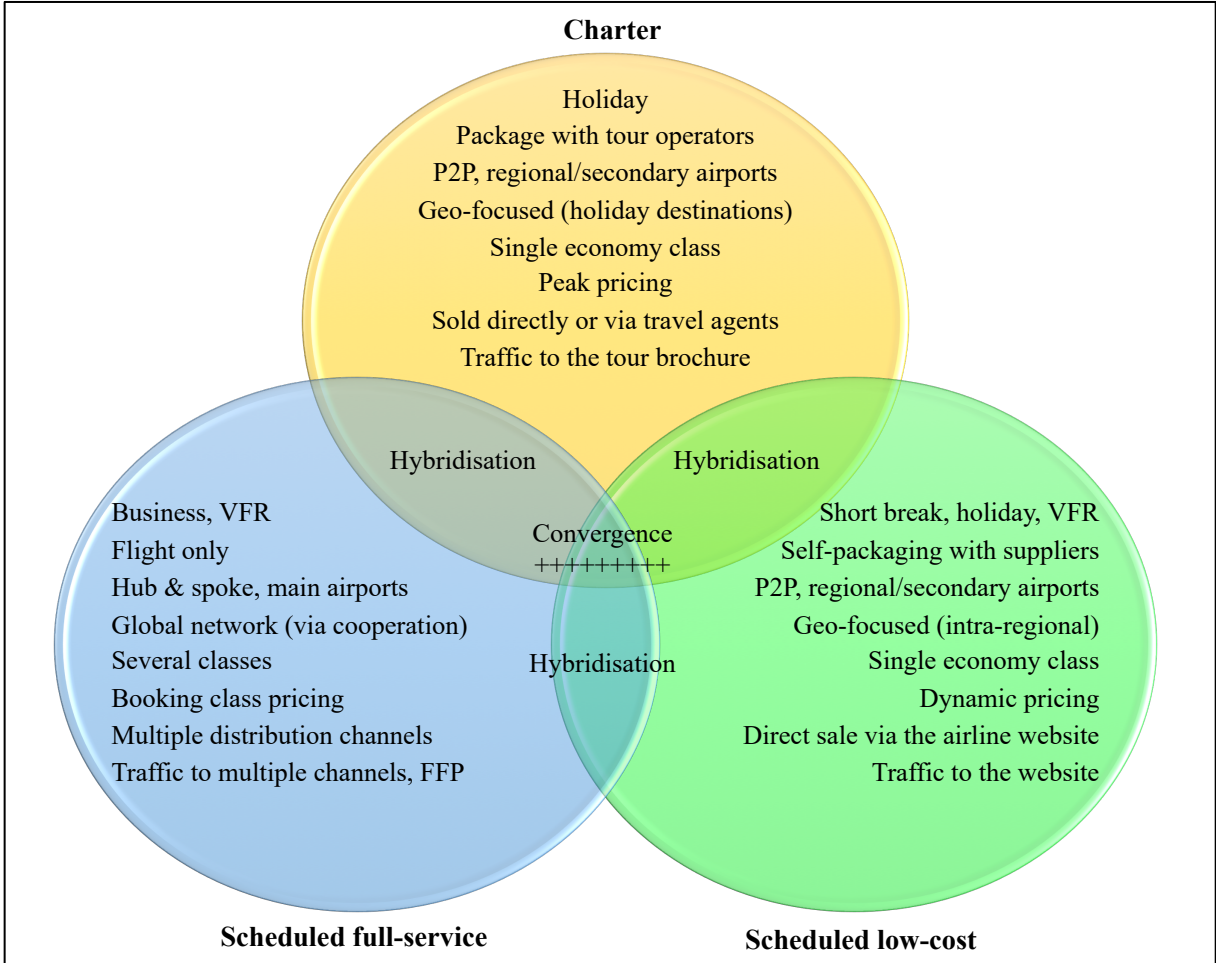 Charter
Holiday
Package with tour operators
P2P, regional/secondary airports
Geo-focused (holiday destinations)
Single economy class
Peak pricing
Sold directly or via travel agents
Traffic to the tour brochure
Hybridisation
Hybridisation
Convergence
+++++++++
Hybridisation
Business, VFR
Flight only
Hub & spoke, main airports
Global network (via cooperation)
Several classes
Booking class pricing
Multiple distribution channels
Traffic to multiple channels, FFP
Short break, holiday, VFR
Self-packaging with suppliers
P2P, regional/secondary airports
Geo-focused (intra-regional)
Single economy class
Dynamic pricing
Direct sale via the airline website
Traffic to the website
Scheduled full-service
Scheduled low-cost